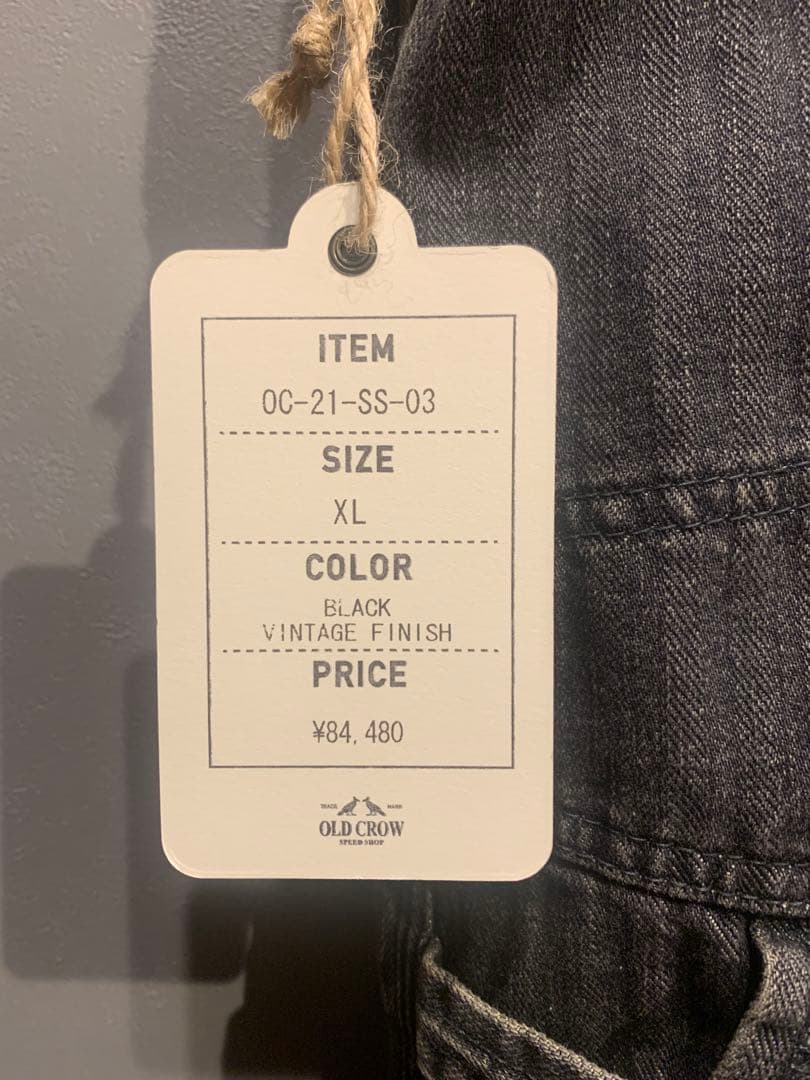 ITEM
OC-21-SS-03
SIZE
XL
COLOR
BLACK
VINTAGE FINISH
PRICE
¥84,480
TRADE MARK
OLD CROW
SPEED SHOP